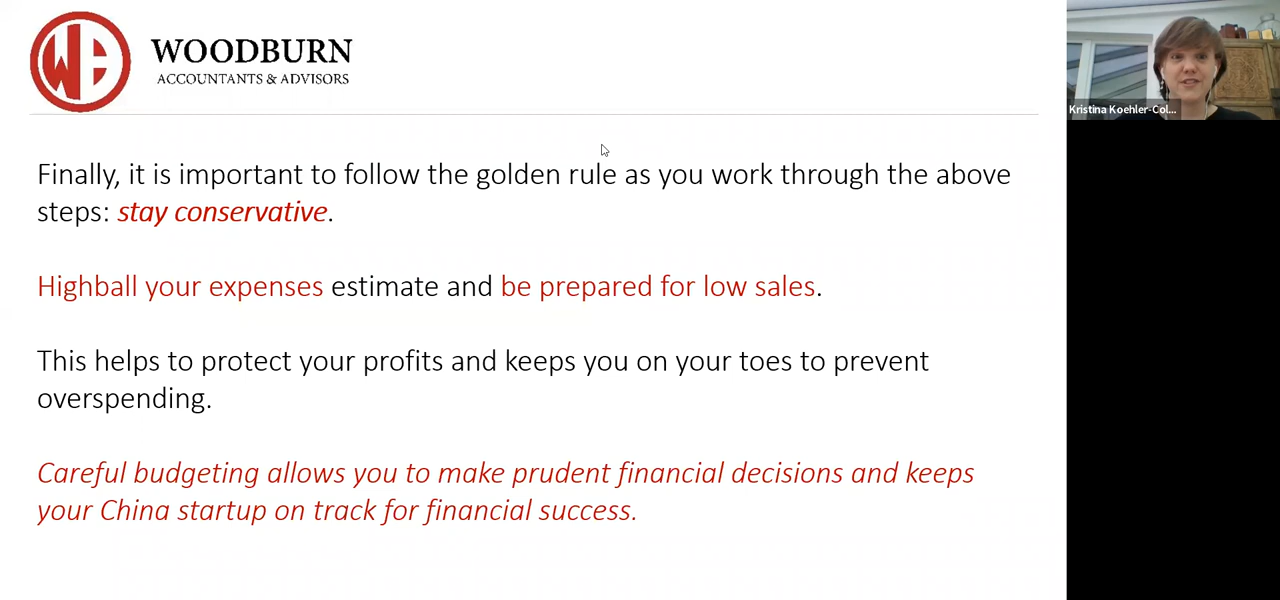 WOODBURN
ACCOUNTANTS & ADVISORS
Kristina Koehler-Col...
Finally, it is important to follow the golden rule as you work through the above
steps: stay conservative.
Highball your expenses estimate and be prepared for low sales.
This helps to protect your profits and keeps you on your toes to prevent
overspending.
Careful budgeting allows you to make prudent financial decisions and keeps
your China startup on track for financial success.